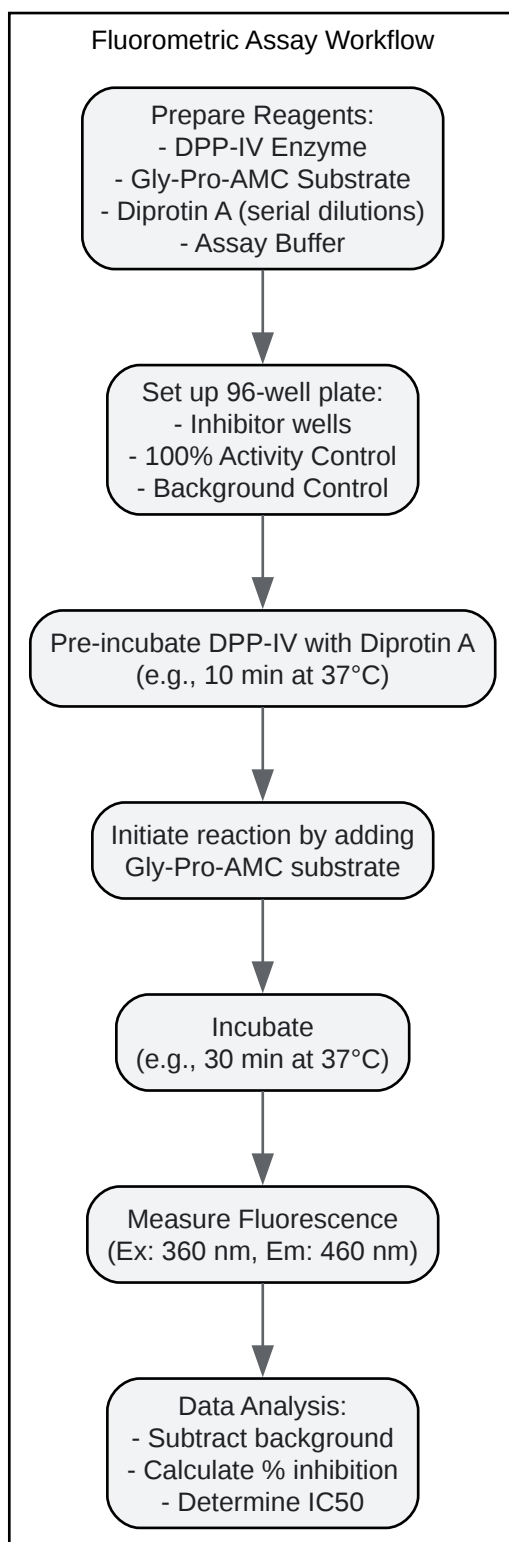 Fluorometric Assay Workflow
Prepare Reagents:
- DPP-IV Enzyme
- Gly-Pro-AMC Substrate
- Diprotin A (serial dilutions)
- Assay Buffer
Set up 96-well plate:
- Inhibitor wells
- 100% Activity Control
- Background Control
Pre-incubate DPP-IV with Diprotin A
(e.g., 10 min at 37°C)
Initiate reaction by adding
Gly-Pro-AMC substrate
Incubate
(e.g., 30 min at 37°C)
Measure Fluorescence
(Ex: 360 nm, Em: 460 nm)
Data Analysis:
- Subtract background
- Calculate % inhibition
- Determine IC50